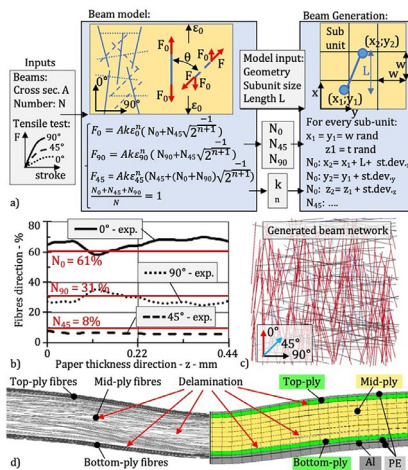 Beam model:
Beam Generation:
Inputs
Beams:
Cross sec. A
Number: N
Tensile test:
F
90°
45°
0°
stroke
a)
0°
90°
F₀
F₀
θ
F
F
ε₀
ε₀
Model input:
Geometry
Subunit size
Length L
Sub
unit
(x₂;y₂)
L
w
w
x
y
(x₁;y₁)
F₀ = Akε₀ⁿ (N₀+N₄₅√2^(-1/(n+1)))
F₉₀ = Akε₉₀ⁿ (N₉₀+N₄₅√2^(-1/(n+1)))
F₄₅ = Akε₄₅ⁿ(N₄₅+(N₀+N₉₀)√2^(-1/(n+1)))
(N₀+N₄₅+N₉₀)/N = 1
N₀
N₄₅
N₉₀
k
n
For every sub-unit:
x₁ = y₁= w rand
z₁ = t rand
N₀: x₂= x₁+ L+ st.dev.ₓ
N₀: y₂= y₁ + st.dev.ᵧ
N₀: z₂= z₁ + st.dev.z
N₄₅: ....
Fibres direction - %
80
60
40
20
0
0° - exp.
N₀ = 61%
90° - exp.
N₉₀ = 31 %
45° - exp.
N₄₅ = 8%
0
0.22
0.44
b)
Paper thickness direction - z - mm
Generated beam network
0°
45°
90°
c)
Top-ply fibres
Mid-ply fibres
Delamination
Top-ply
Mid-ply
Bottom-ply fibres
Bottom-ply
Al
PE
d)